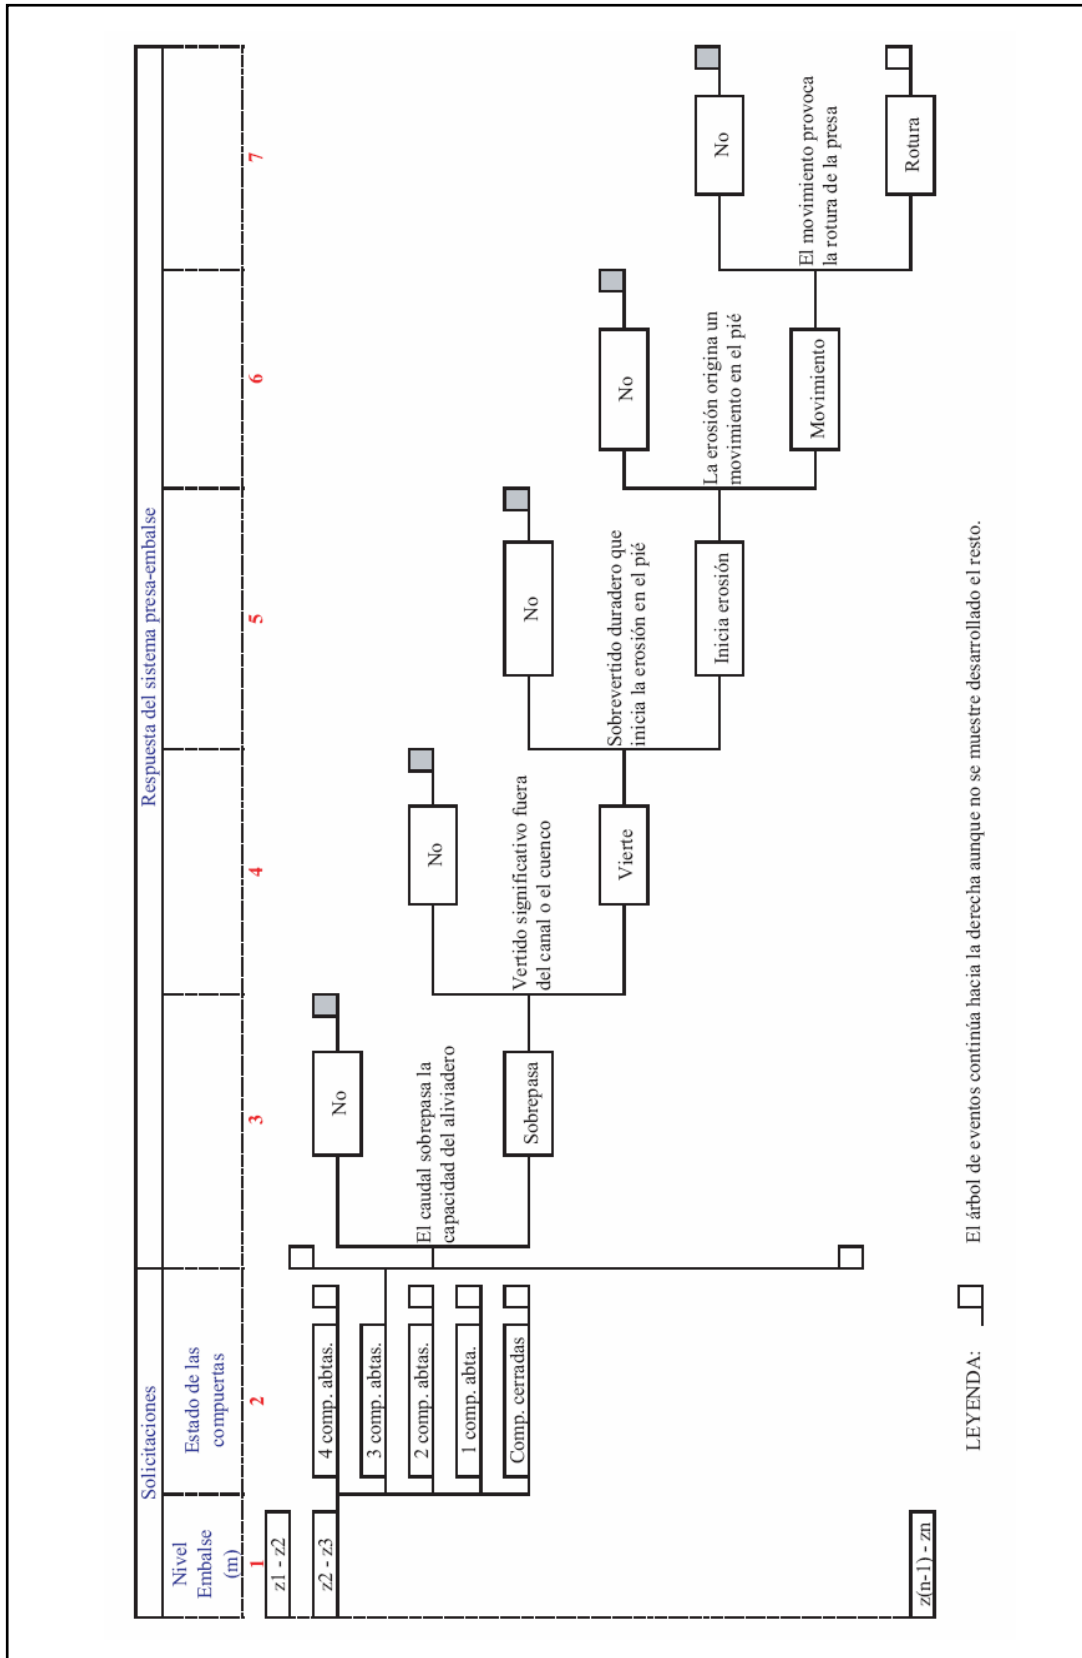 Solicitaciones
Respuesta del sistema presa-embalse
Nivel
Embalse
(m)
Estado de las
compuertas
1
2
3
4
5
6
7
z1 - z2
z2 - z3
z(n-1) - zn
4 comp. abtas.
3 comp. abtas.
2 comp. abtas.
1 comp. abta.
Comp. cerradas
No
El caudal sobrepasa la
capacidad del aliviadero
Sobrepasa
No
Vertido significativo fuera
del canal o el cuenco
Vierte
No
Sobrevertido duradero que
inicia la erosión en el pié
Inicia erosión
No
La erosión origina un
movimiento en el pié
Movimiento
No
El movimiento provoca
la rotura de la presa
Rotura
LEYENDA:
El árbol de eventos continúa hacia la derecha aunque no se muestre desarrollado el resto.